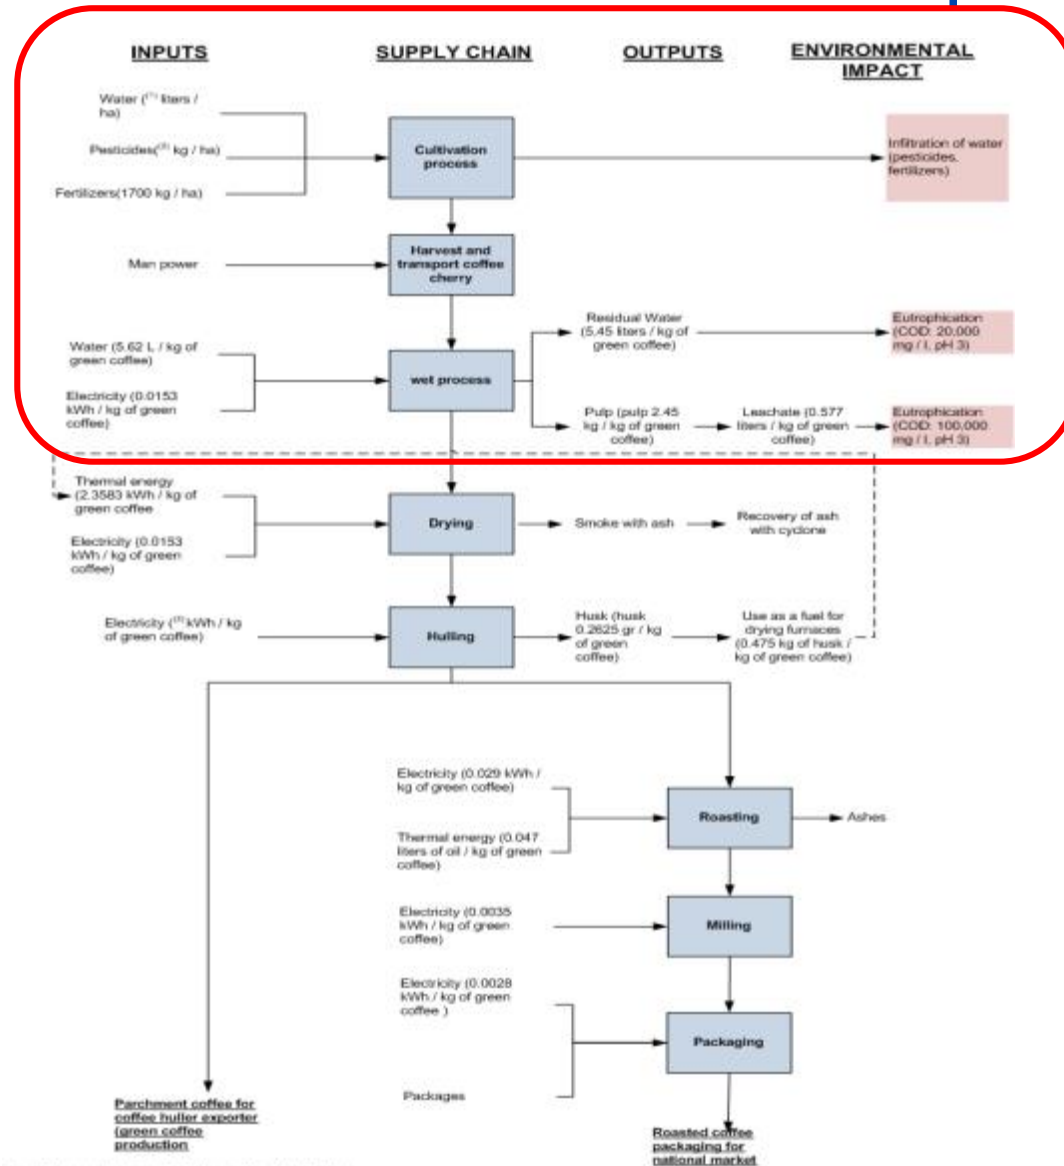 INPUTS
SUPPLY CHAIN
OUTPUTS
ENVIRONMENTAL
IMPACT
Water (⁽¹⁾ liters /
ha)
Pesticides(⁽²⁾ kg / ha)
Fertilizers(1700 kg / ha)
Cultivation
process
Infiltration of water
(pesticides,
fertilizers)
Man power
Harvest and
transport coffee
cherry
Water (5.62 L / kg of
green coffee)
Electricity (0.0153
kWh / kg of green
coffee)
wet process
Residual Water
(5,45 liters / kg of
green coffee)
Eutrophication
(COD: 20,000
mg / l, pH 3)
Pulp (pulp 2.45
kg / kg of green
coffee)
Leachate (0.577
liters / kg of green
coffee)
Eutrophication
(COD: 100,000
mg / l, pH 3)
Thermal energy
(2.3583 kWh / kg of
green coffee
Electricity (0.0153
kWh / kg of green
coffee)
Drying
Smoke with ash
Recovery of ash
with cyclone
Electricity (⁽³⁾ kWh / kg
of green coffee)
Hulling
Husk (husk
0.2625 gr / kg
of green
coffee)
Use as a fuel for
drying furnaces
(0.475 kg of husk /
kg of green coffee)
Electricity (0.029 kWh /
kg of green coffee)
Thermal energy (0.047
liters of oil / kg of green
coffee)
Roasting
Ashes
Electricity (0.0035
kWh / kg of green
coffee)
Milling
Electricity (0.0028
kWh / kg of green
coffee )
Packages
Packaging
Parchment coffee for
coffee huller exporter
(green coffee
production
Roasted coffee
packaging for
national market